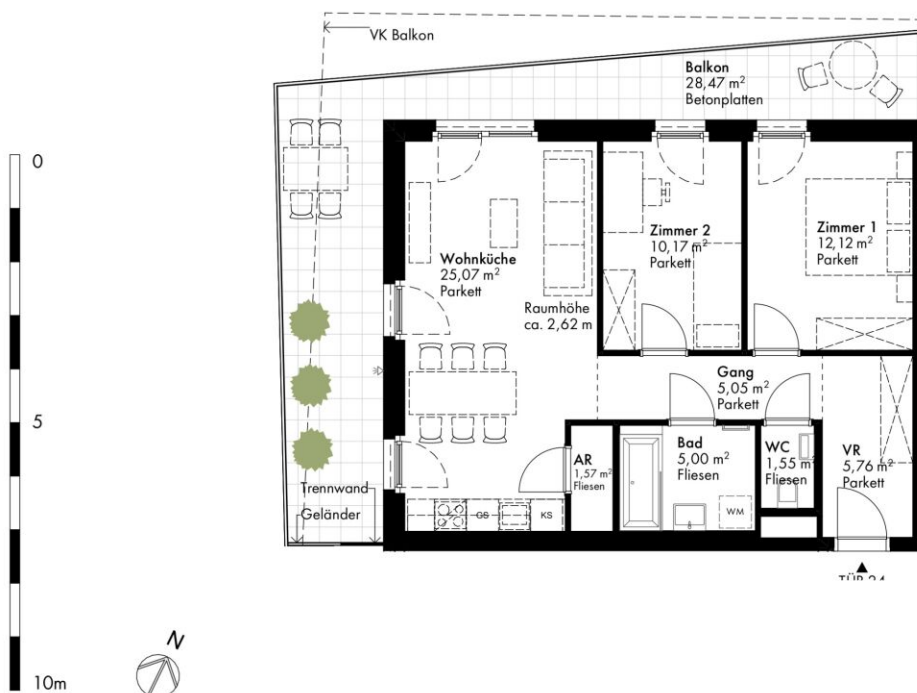 VK Balkon
Balkon
28,47 m²
Betonplatten
0
Zimmer 2
10,17 m²
Parkett
Zimmer 1
12,12 m²
Parkett
Wohnküche
25,07 m²
Parkett
Raumhöhe
ca. 2,62 m
Gang
5,05 m²
Parkett
5
AR
1,57 m²
Fliesen
Bad
5,00 m²
Fliesen
WC
1,55 m²
Fliesen
VR
5,76 m²
Parkett
Trennwand
Geländer
GS
KS
WM
TÜR 24
N
10m